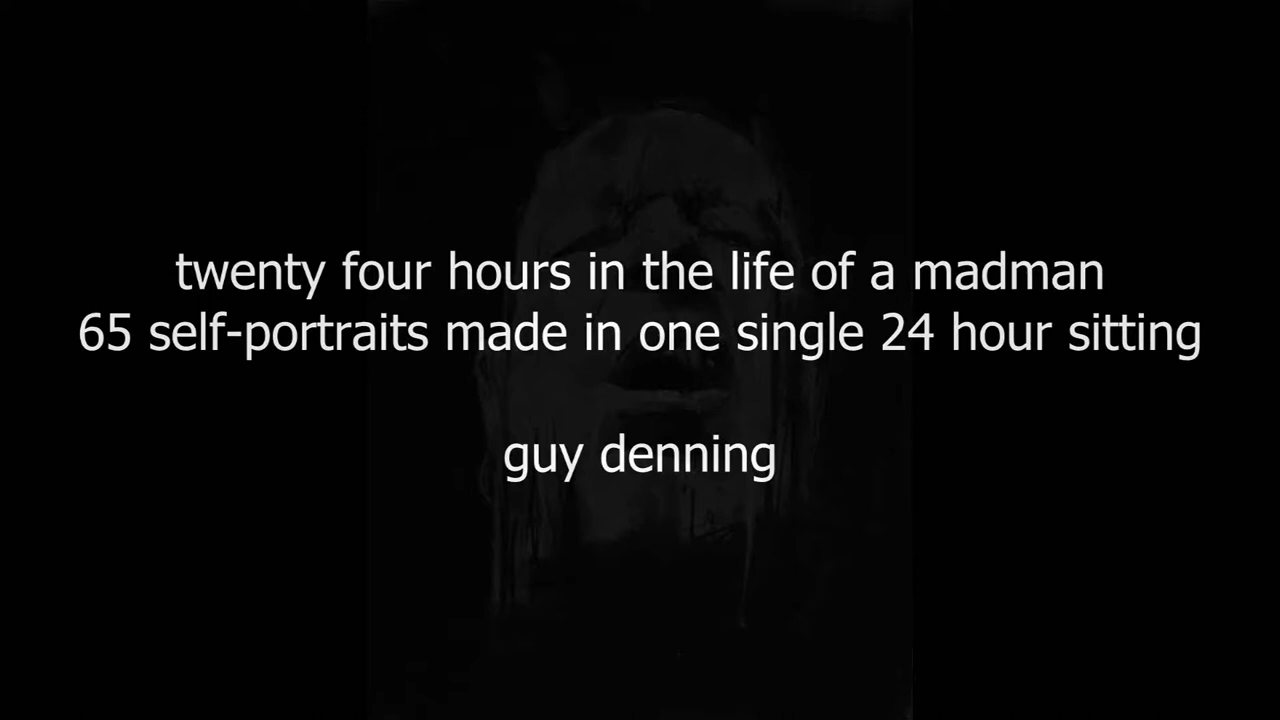 twenty four hours in the life of a madman
65 self-portraits made in one single 24 hour sitting
guy denning